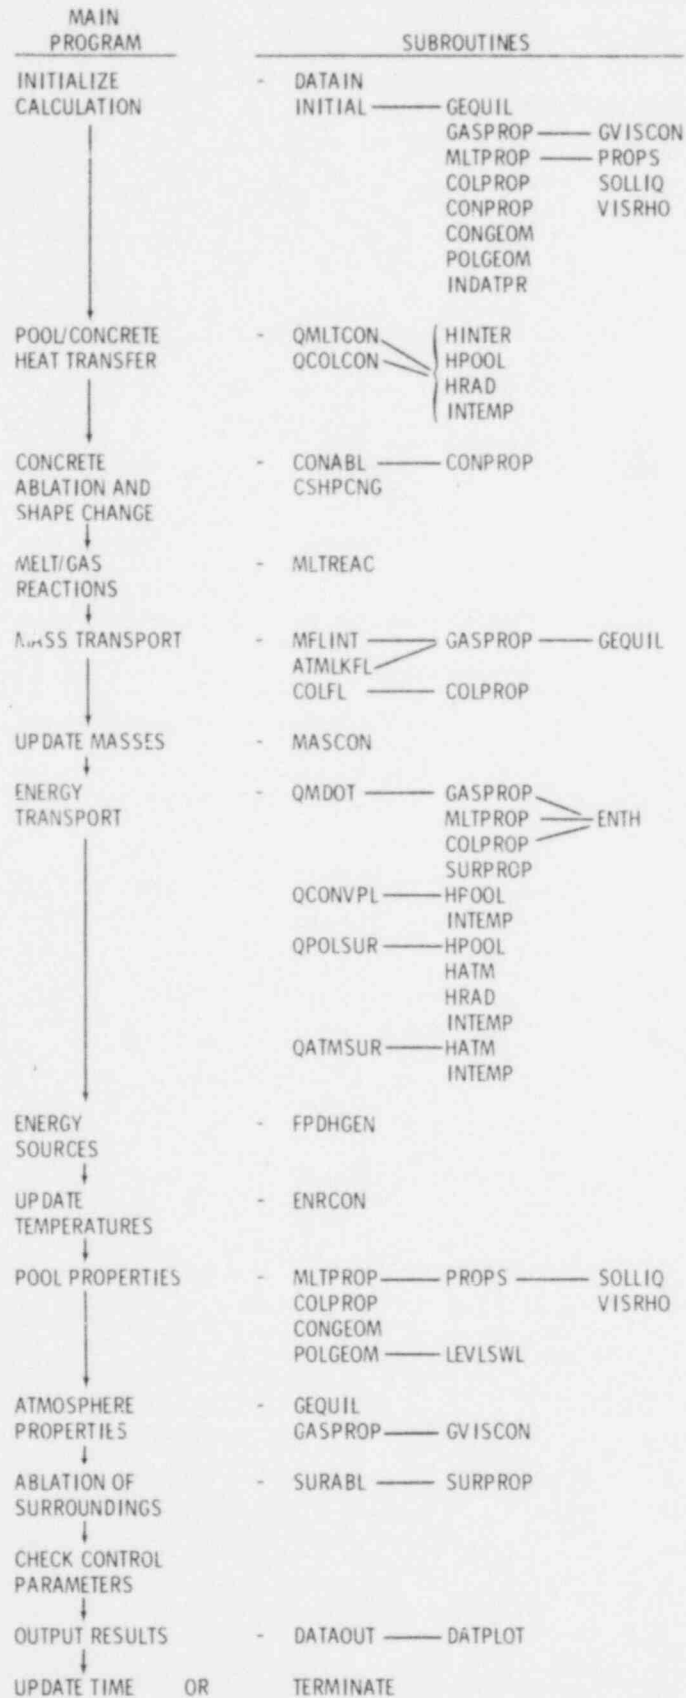 MAIN
PROGRAM SUBROUTINES
INITIALIZE - DATAIN
CALCULATION INITIAL GEQUIL
GASPROP GVISCON
MLTPROP PROPS
COLPROP SOLLIQ
CONPROP VISRHO
CONGEOM
POLGEOM
INDATPR
POOL/CONCRETE - QMLTCON HINTER
HEAT TRANSFER QCOLCON HPOOL
HRAD
INTEMP
CONCRETE - CONABL CONPROP
ABLATION AND CSHPCNG
SHAPE CHANGE
MELT/GAS - MLTREAC
REACTIONS
MASS TRANSPORT - MFLINT GASPROP GEQUIL
ATMLKFL
COLFL COLPROP
UPDATE MASSES - MASCON
ENERGY - QMDOT GASPROP
TRANSPORT MLTPROP ENTH
COLPROP
SURPROP
QCONVPL HPOOL
INTEMP
QPOLSUR HPOOL
HATM
HRAD
INTEMP
QATMSUR HATM
INTEMP
ENERGY - FPDHGEN
SOURCES
UPDATE - ENRCON
TEMPERATURES
POOL PROPERTIES - MLTPROP PROPS SOLLIQ
COLPROP VISRHO
CONGEOM
POLGEOM LEVLSWL
ATMOSPHERE - GEQUIL
PROPERTIES GASPROP GVISCON
ABLATION OF - SURABL SURPROP
SURROUNDINGS
CHECK CONTROL
PARAMETERS
OUTPUT RESULTS - DATAOUT DATPLOT
UPDATE TIME OR TERMINATE